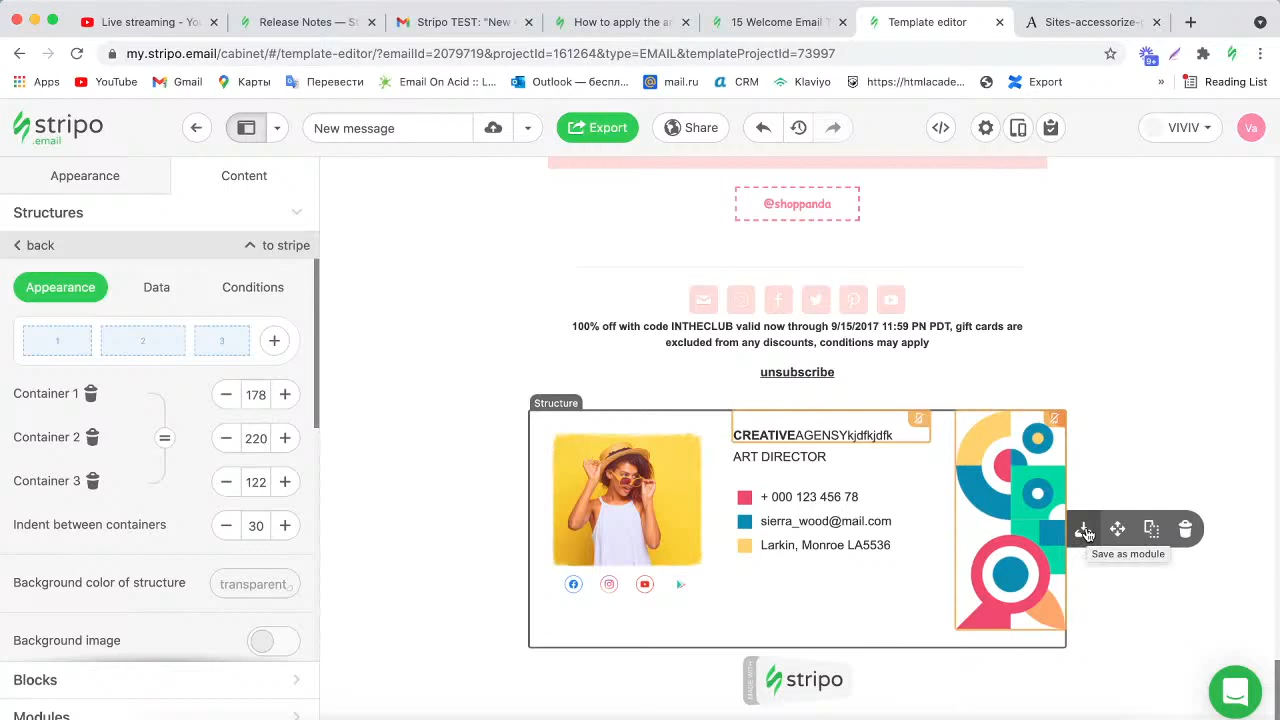 Live streaming - Yo
Release Notes — S
Stripo TEST: "New
How to apply the a
15 Welcome Email T
Template editor
Sites-accessorize-
my.stripo.email/cabinet/#/template-editor/?emailId=2079719&projectId=161264&type=EMAIL&templateProjectId=73997
9+
Apps
YouTube
Gmail
Карты
Перевести
Email On Acid :: L...
Outlook — беспл...
mail.ru
CRM
Klaviyo
https://htmlacade...
Export
»
Reading List
stripo
.email
New message
Export
Share
VIVIV
Va
Appearance
Content
Structures
back
to stripe
Appearance
Data
Conditions
1
2
3
Container 1
178
Container 2
220
Container 3
122
Indent between containers
30
Background color of structure
transparent
Background image
Blocks
Modules
@shoppanda
100% off with code INTHECLUB valid now through 9/15/2017 11:59 PN PDT, gift cards are
excluded from any discounts, conditions may apply
unsubscribe
Structure
CREATIVEAGENSYkjdfkjdfk
ART DIRECTOR
+ 000 123 456 78
sierra_wood@mail.com
Larkin, Monroe LA5536
Save as module
MADE WITH
stripo